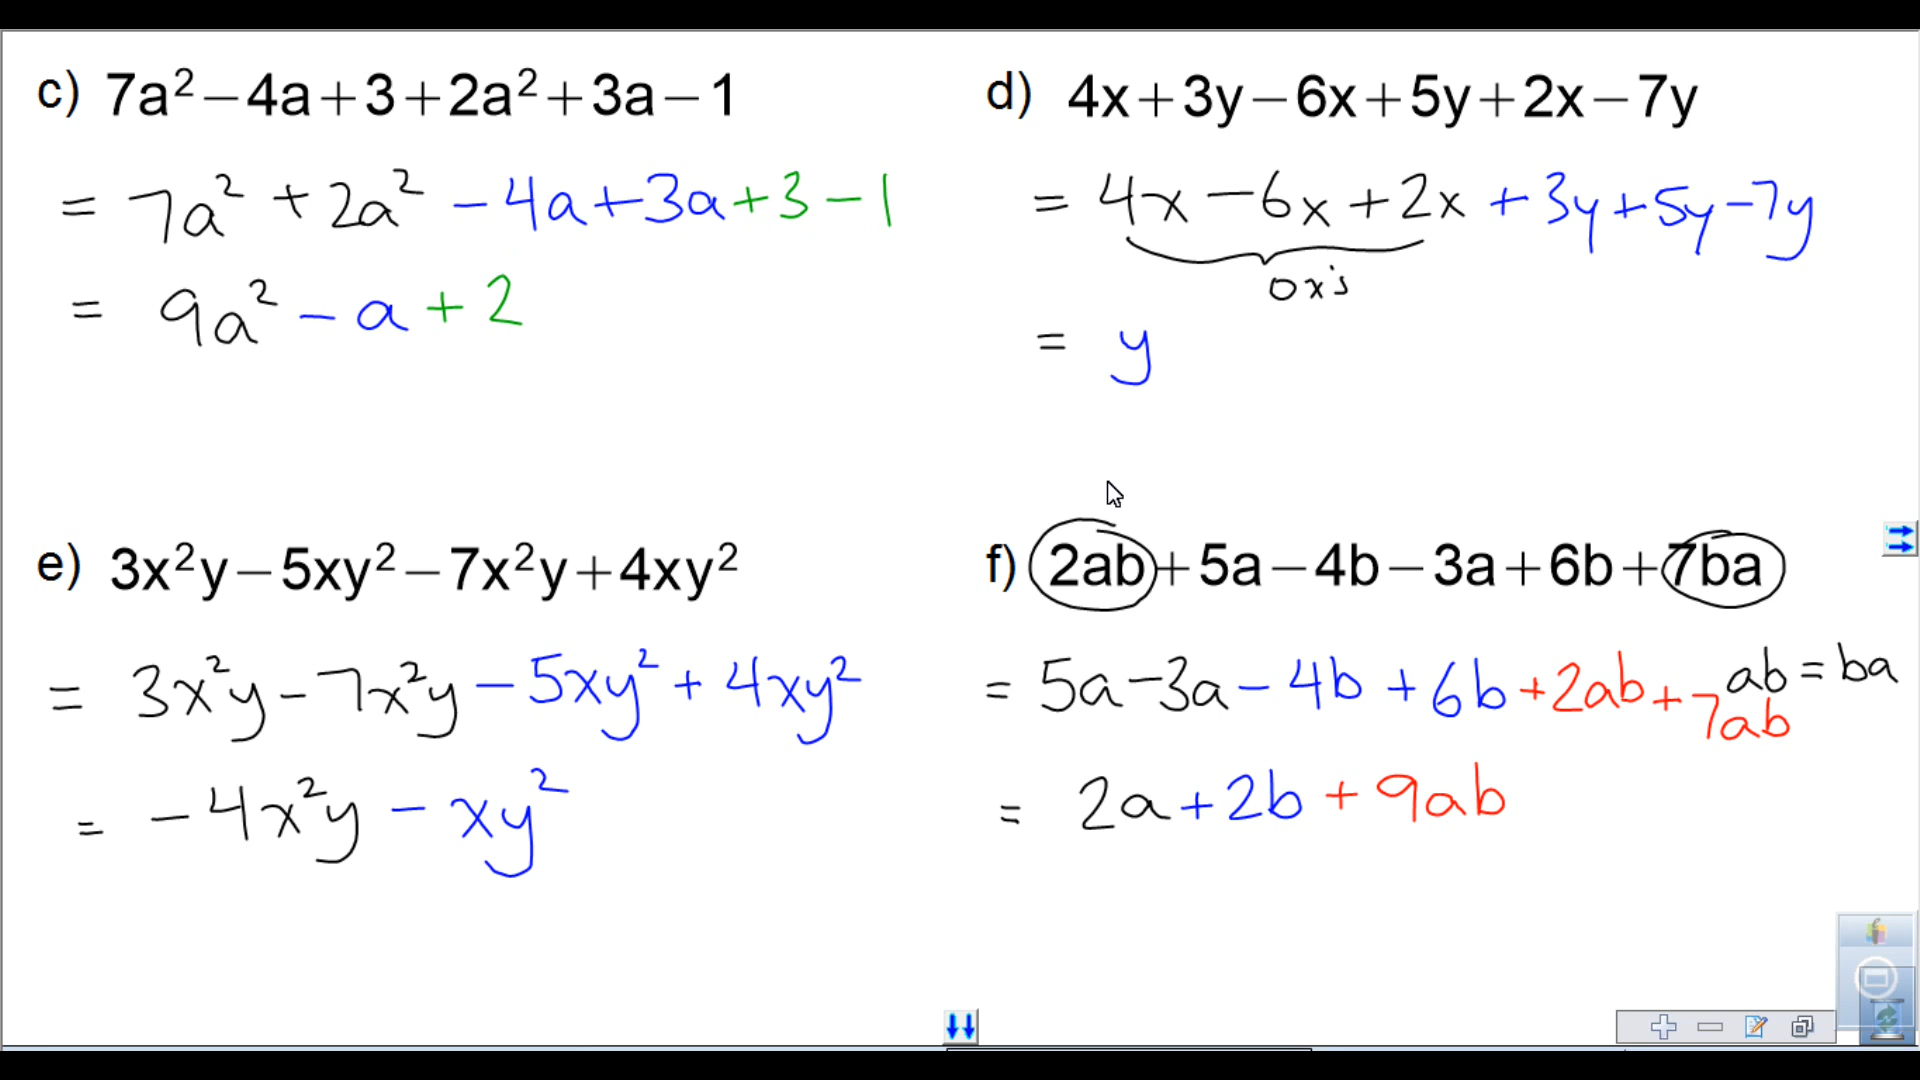 c) 7a² – 4a + 3 + 2a² + 3a – 1
= 7a² + 2a² – 4a + 3a + 3 – 1
= 9a² – a + 2
d) 4x + 3y – 6x + 5y + 2x – 7y
= 4x – 6x + 2x + 3y + 5y – 7y
0 x's
= y
e) 3x²y – 5xy² – 7x²y + 4xy²
= 3x²y – 7x²y – 5xy² + 4xy²
= –4x²y – xy²
f) 2ab + 5a – 4b – 3a + 6b + 7ba
ab = ba
= 5a – 3a – 4b + 6b + 2ab + 7ab
= 2a + 2b + 9ab